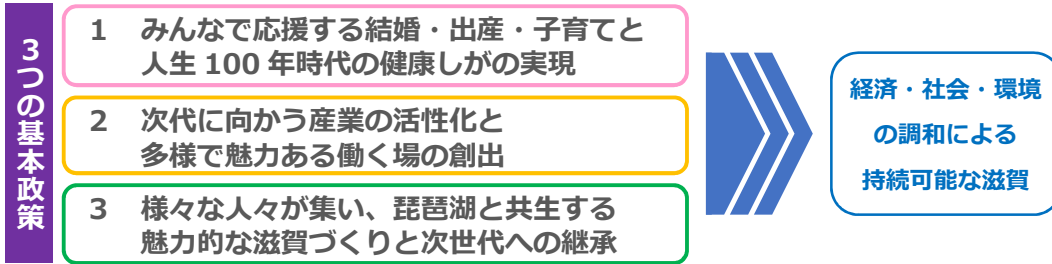 3つの基本政策
1 みんなで応援する結婚・出産・子育てと
人生 100 年時代の健康しがの実現
2 次代に向かう産業の活性化と
多様で魅力ある働く場の創出
3 様々な人々が集い、琵琶湖と共生する
魅力的な滋賀づくりと次世代への継承
経済・社会・環境
の調和による
持続可能な滋賀